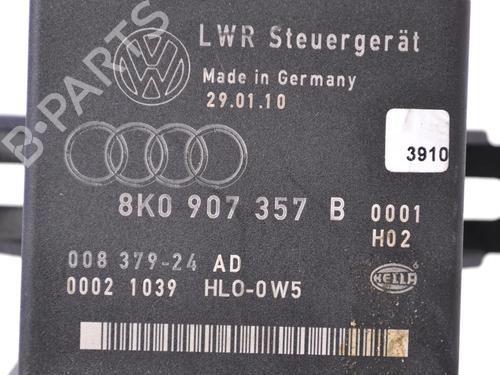 LWR Steuergerät
Made in Germany
29.01.10
3910
8K0 907 357 B 0001
H02
008 379-24 AD
0002 1039 HLO-0W5
HELLA
B-PARTS